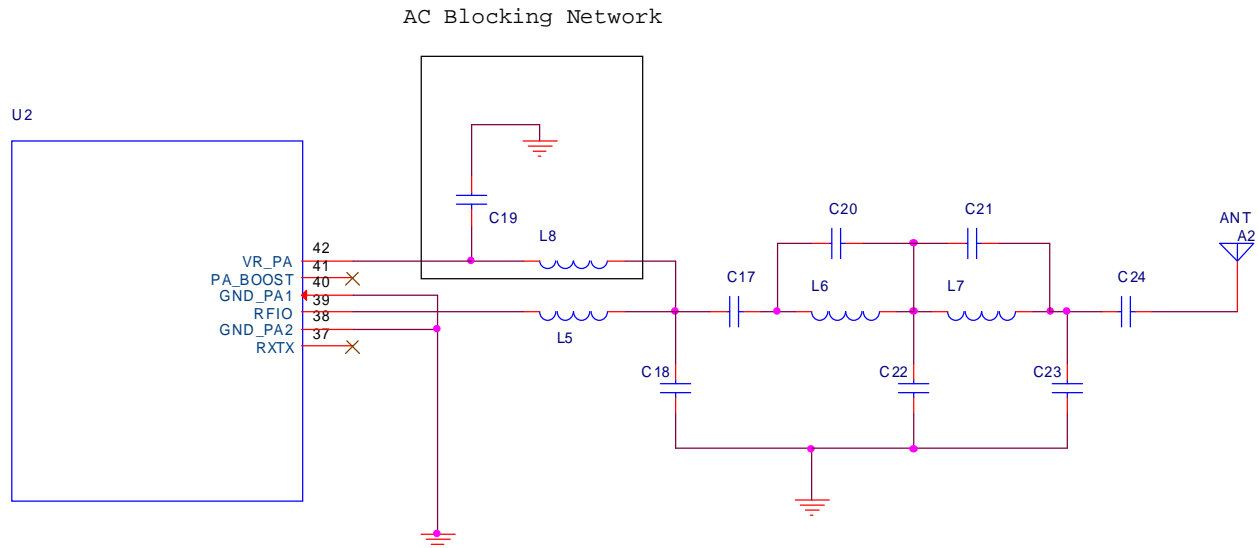 AC Blocking Network
U2
C19
L8
42
VR_PA
41
PA_BOOST
40
GND_PA1
39
RFIO
38
GND_PA2
37
RXTX
L5
C17
C18
C20
C21
L6
L7
C22
C23
C24
ANT
A2